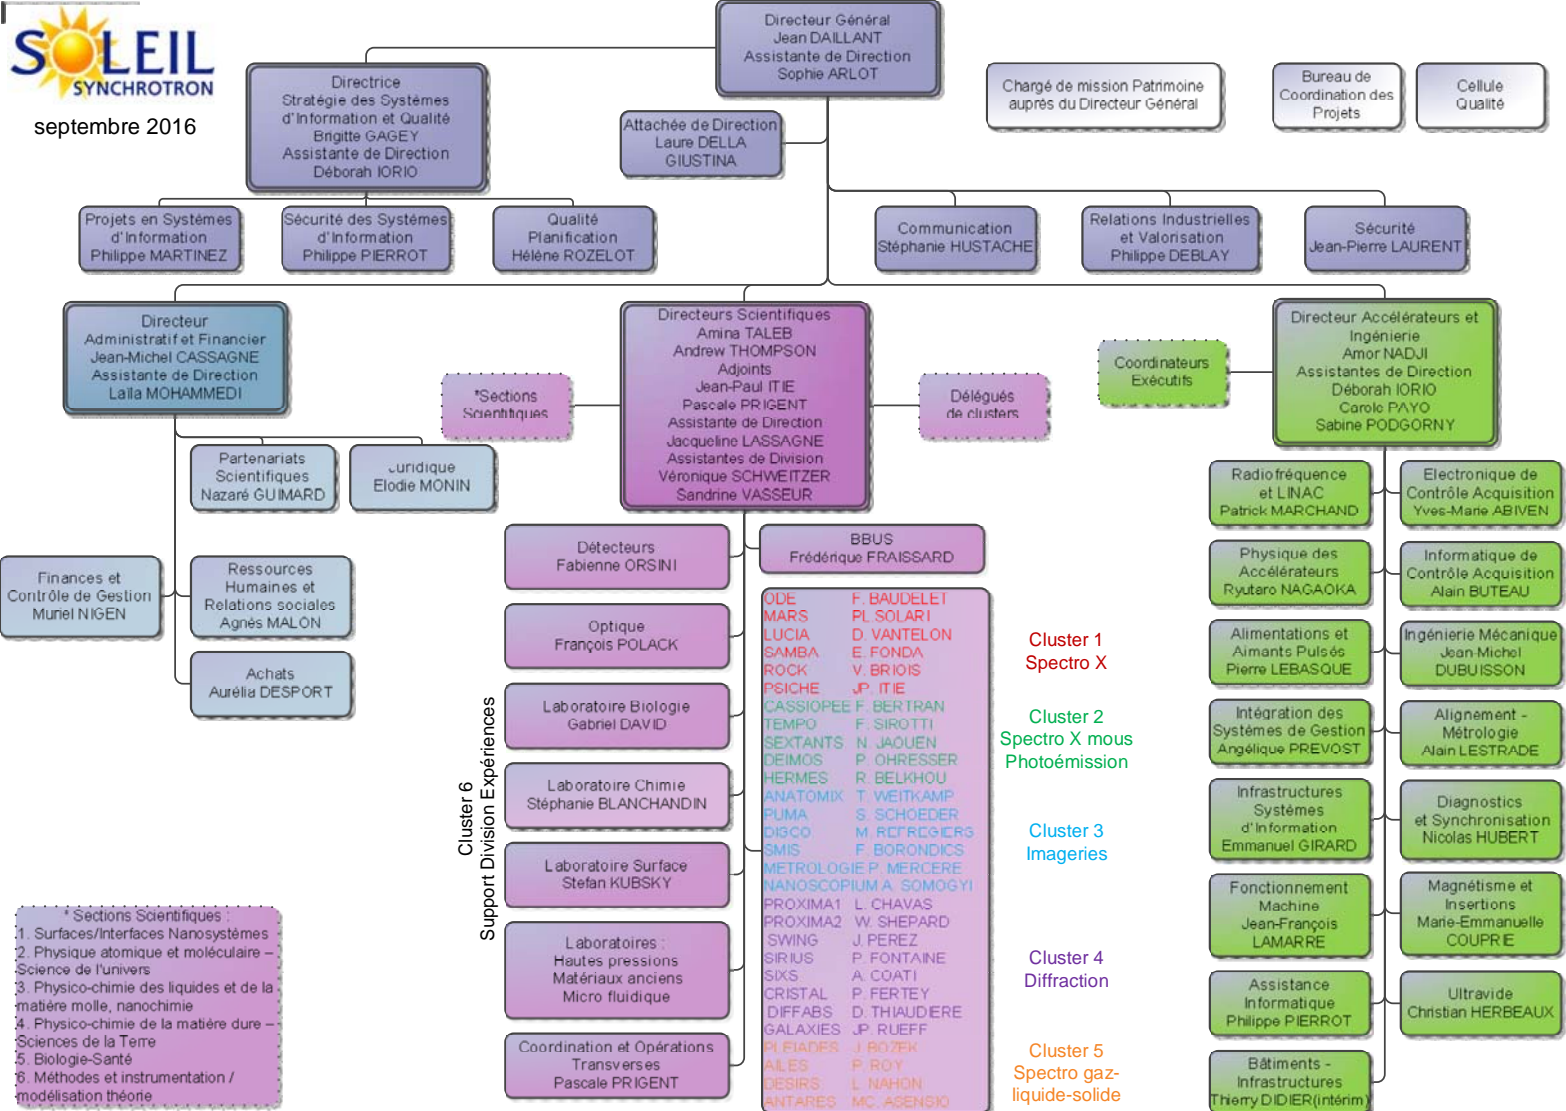 SOLEIL
SYNCHROTRON
septembre 2016
Directeur Général
Jean DAILLANT
Assistante de Direction
Sophie ARLOT
Directrice
Stratégie des Systèmes
d'Information et Qualité
Brigitte GAGEY
Assistante de Direction
Déborah IORIO
Attachée de Direction
Laure DELLA
GIUSTINA
Chargé de mission Patrimoine
auprès du Directeur Général
Bureau de
Coordination des
Projets
Cellule
Qualité
Projets en Systèmes
d'Information
Philippe MARTINEZ
Sécurité des Systèmes
d'Information
Philippe PIERROT
Qualité
Planification
Hélène ROZELOT
Communication
Stéphanie HUSTACHE
Relations Industrielles
et Valorisation
Philippe DEBLAY
Sécurité
Jean-Pierre LAURENT
Directeur
Administratif et Financier
Jean-Michel CASSAGNE
Assistante de Direction
Laïla MOHAMMEDI
Directeurs Scientifiques
Amina TALEB
Andrew THOMPSON
Adjoints
Jean-Paul ITIE
Pascale PRIGENT
Assistante de Direction
Jacqueline LASSAGNE
Assistantes de Division
Véronique SCHWEITZER
Sandrine VASSEUR
Directeur Accélérateurs et
Ingénierie
Amor NADJI
Assistantes de Direction
Déborah IORIO
Carole PAYO
Sabine PODGORNY
*Sections
Scientifiques
Délégués
de clusters
Coordinateurs
Exécutifs
Partenariats
Scientifiques
Nazaré GUIMARD
Juridique
Elodie MONIN
Finances et
Contrôle de Gestion
Muriel NIGEN
Ressources
Humaines et
Relations sociales
Agnés MALON
Achats
Aurélia DESPORT
Cluster 6
Support Division Expériences
Détecteurs
Fabienne ORSINI
Optique
François POLACK
Laboratoire Biologie
Gabriel DAVID
Laboratoire Chimie
Stéphanie BLANCHANDIN
Laboratoire Surface
Stefan KUBSKY
Laboratoires :
Hautes pressions
Matériaux anciens
Micro fluidique
Coordination et Opérations
Transverses
Pascale PRIGENT
BBUS
Frédérique FRAISSARD
ODE F. BAUDELET
MARS PL.SOLARI
LUCIA D. VANTELON
SAMBA E. FONDA
ROCK V. BRIOIS
PSICHE JP. ITIE
CASSIOPEE F. BERTRAN
TEMPO F. SIROTTI
SEXTANTS N. JAOUEN
DEIMOS P. OHRESSER
HERMES R. BELKHOU
ANATOMIX T. WEITKAMP
PUMA S. SCHOEDER
DISCO M. REFREGIERS
SMIS F. BORONDICS
METROLOGIE P. MERCERE
NANOSCOPIUM A. SOMOGYI
PROXIMA1 L. CHAVAS
PROXIMA2 W. SHEPARD
SWING J. PEREZ
SIRIUS P. FONTAINE
SIXS A. COATI
CRISTAL P. FERTEY
DIFFABS D. THIAUDIERE
GALAXIES JP. RUEFF
PLEIADES J. BOZEK
AILES P. ROY
DESIRS L. NAHON
ANTARES MC. ASENSIO
Cluster 1
Spectro X
Cluster 2
Spectro X mous
Photoémission
Cluster 3
Imageries
Cluster 4
Diffraction
Cluster 5
Spectro gaz-
liquide-solide
Radiofréquence
et LINAC
Patrick MARCHAND
Electronique de
Contrôle Acquisition
Yves-Marie ABIVEN
Physique des
Accélérateurs
Ryutaro NAGAOKA
Informatique de
Contrôle Acquisition
Alain BUTEAU
Alimentations et
Aimants Pulsés
Pierre LEBASQUE
Ingénierie Mécanique
Jean-Michel
DUBUISSON
Intégration des
Systèmes de Gestion
Angélique PREVOST
Alignement -
Métrologie
Alain LESTRADE
Infrastructures
Systèmes
d'Information
Emmanuel GIRARD
Diagnostics
et Synchronisation
Nicolas HUBERT
Fonctionnement
Machine
Jean-François
LAMARRE
Magnétisme et
Insertions
Marie-Emmanuelle
COUPRIE
Assistance
Informatique
Philippe PIERROT
Ultravide
Christian HERBEAUX
Bâtiments -
Infrastructures
Thierry DIDIER(intérim)
* Sections Scientifiques :
1. Surfaces/Interfaces Nanosystèmes
2. Physique atomique et moléculaire –
Science de l'univers
3. Physico-chimie des liquides et de la
matière molle, nanochimie
4. Physico-chimie de la matière dure –
Sciences de la Terre
5. Biologie-Santé
6. Méthodes et instrumentation /
modélisation théorie